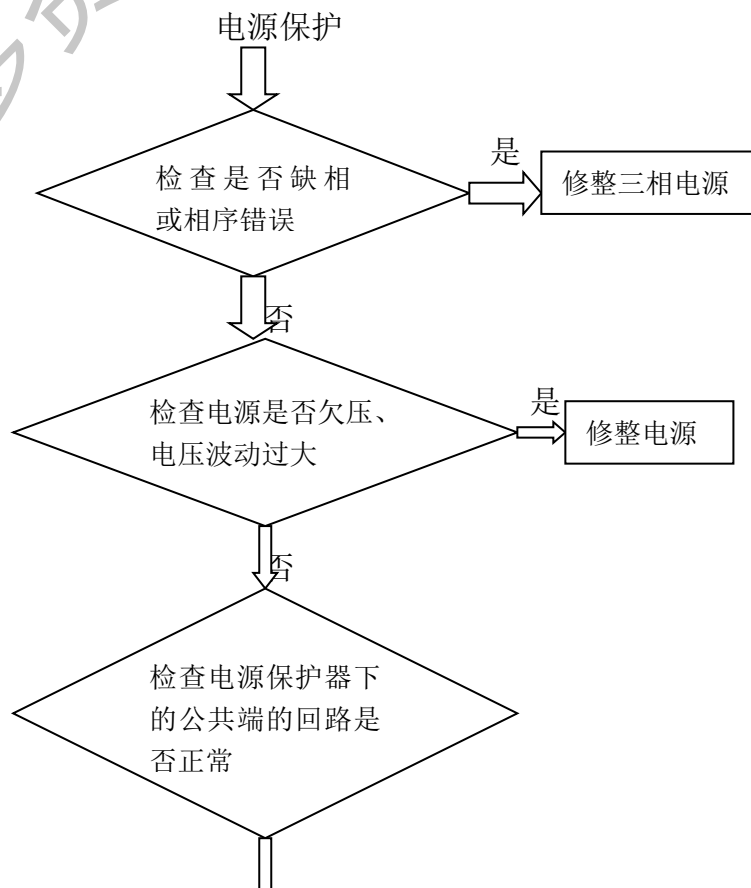 电源保护
检查是否缺相
或相序错误
是
修整三相电源
否
检查电源是否欠压、
电压波动过大
是
修整电源
否
检查电源保护器下
的公共端的回路是
否正常